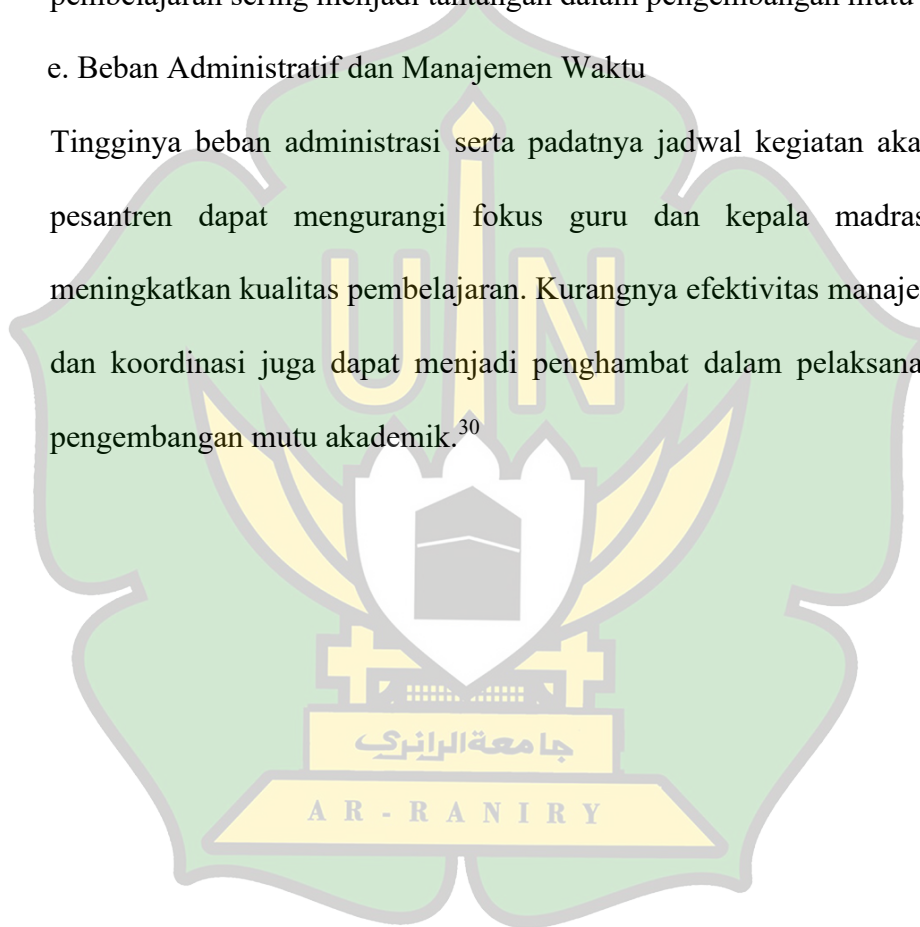 pembelajaran sering menjadi tantangan dalam pengembangan mutu
e. Beban Administratif dan Manajemen Waktu
Tingginya beban administrasi serta padatnya jadwal kegiatan aka
pesantren dapat mengurangi fokus guru dan kepala madras
meningkatkan kualitas pembelajaran. Kurangnya efektivitas manaje
dan koordinasi juga dapat menjadi penghambat dalam pelaksana
pengembangan mutu akademik.30
UIN
جامعةالرانري
AR-RANIRY